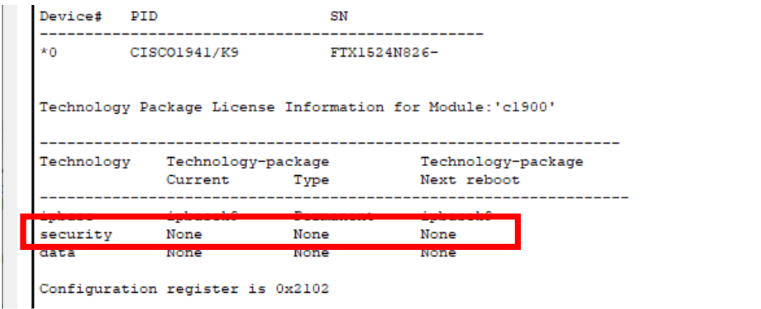 Device# PID SN
-------------------------------------------------
*0 CISCO1941/K9 FTX1524N826-
Technology Package License Information for Module:'c1900'
----------------------------------------------------------------
Technology Technology-package Technology-package
Current Type Next reboot
-----------------------------------------------------------------
ipbase ipbasek9 Permanent ipbasek9
security None None None
data None None None
Configuration register is 0x2102